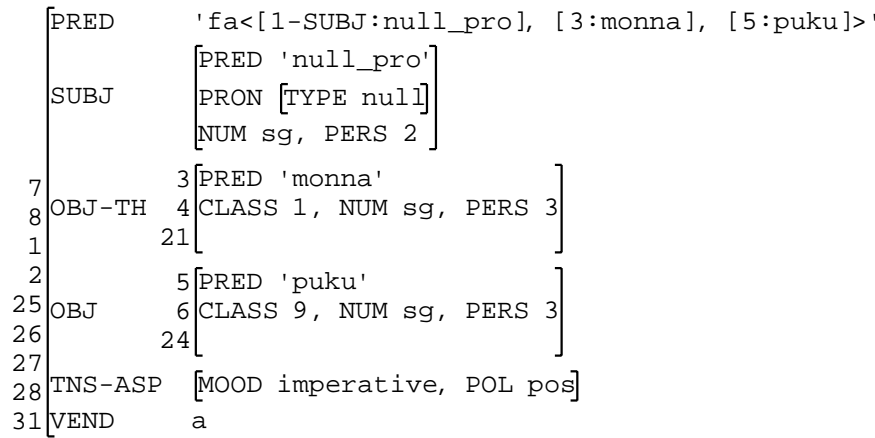 PRED 'fa<[1-SUBJ:null_pro], [3:monna], [5:puku]>'
PRED 'null_pro'
SUBJ PRON [TYPE null]
NUM sg, PERS 2
7 3 PRED 'monna'
8 OBJ-TH 4 CLASS 1, NUM sg, PERS 3
1 21
2 5 PRED 'puku'
25 OBJ 6 CLASS 9, NUM sg, PERS 3
26 24
27
28 TNS-ASP [MOOD imperative, POL pos]
31 VEND a